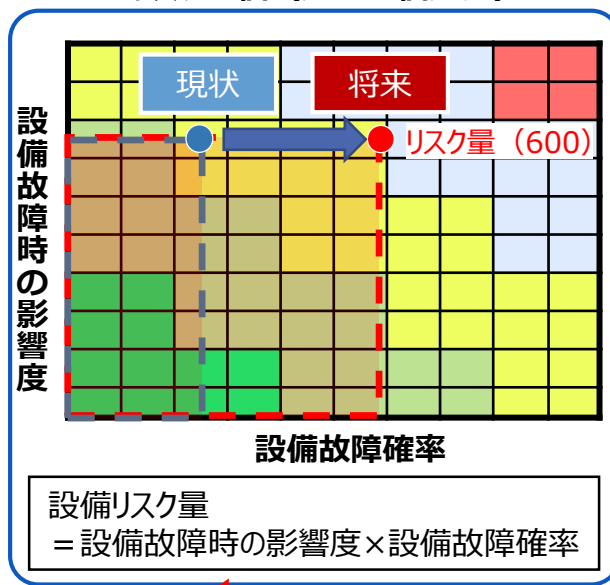 現状
将来
リスク量（600）
設備故障時の影響度
設備故障確率
設備リスク量
＝設備故障時の影響度×設備故障確率